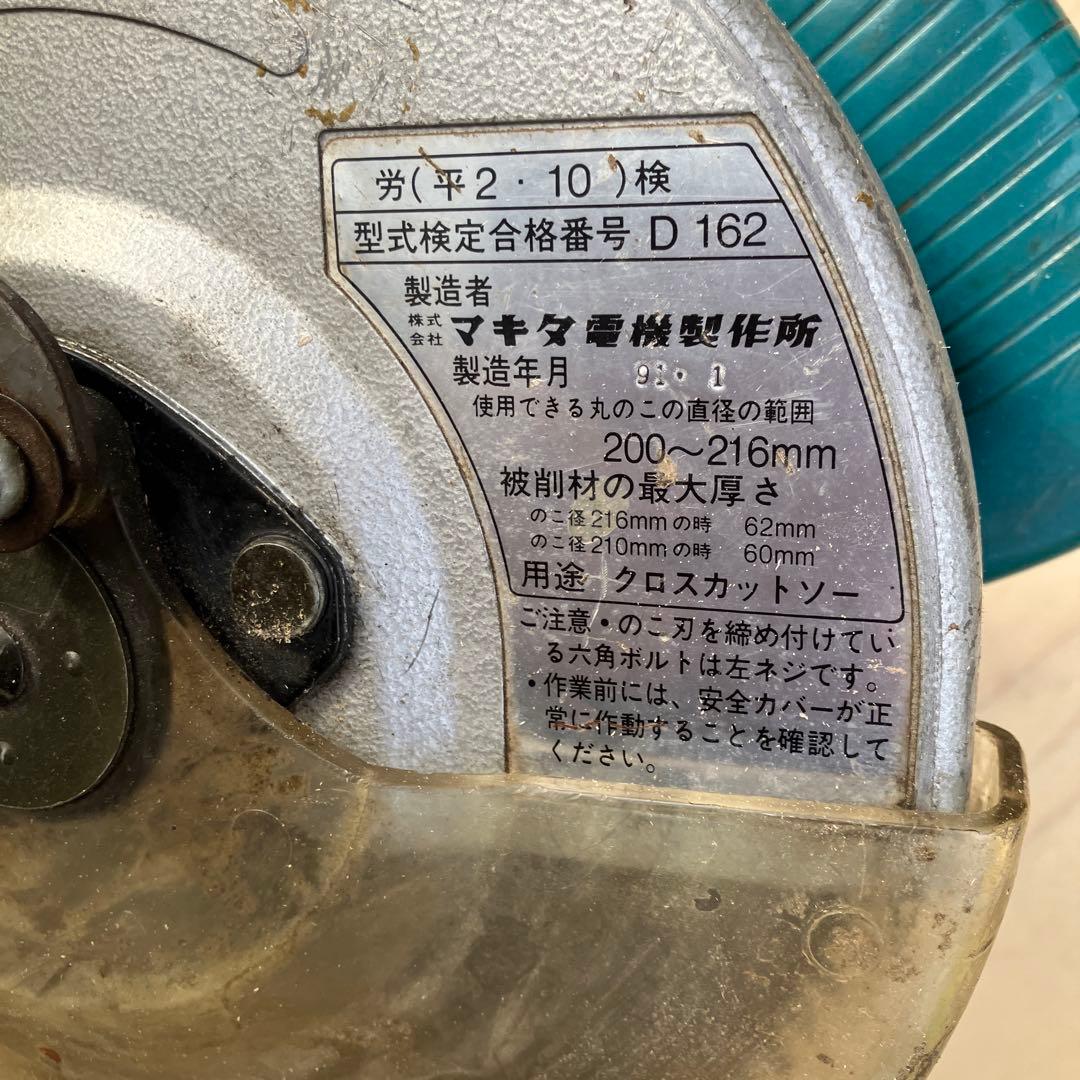 労(平2・10)検
型式検定合格番号 D 162
製造者
株式会社 マキタ電機製作所
製造年月 91・1
使用できる丸のこの直径の範囲
200〜216mm
被削材の最大厚さ
のこ径216mmの時 62mm
のこ径210mmの時 60mm
用途 クロスカットソー
ご注意・のこ刃を締め付けてい
る六角ボルトは左ネジです。
・作業前には、安全カバーが正
常に作動することを確認して
ください。